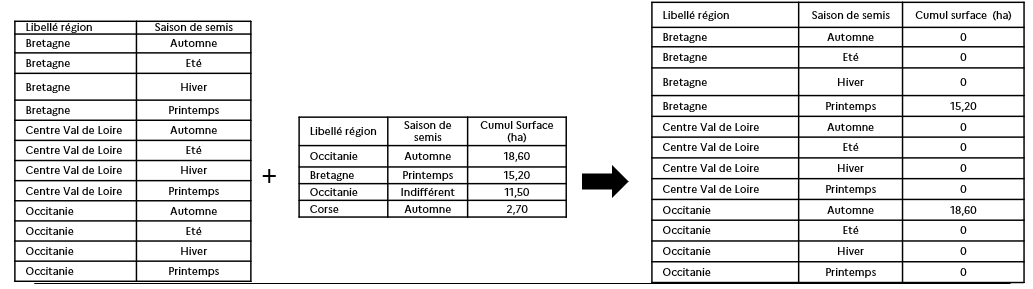 Libellé région Saison de semis
Bretagne Automne
Bretagne Eté
Bretagne Hiver
Bretagne Printemps
Centre Val de Loire Automne
Centre Val de Loire Eté
Centre Val de Loire Hiver
Centre Val de Loire Printemps
Occitanie Automne
Occitanie Eté
Occitanie Hiver
Occitanie Printemps
+
Libellé région Saison de semis Cumul Surface (ha)
Occitanie Automne 18,60
Bretagne Printemps 15,20
Occitanie Indifférent 11,50
Corse Automne 2,70
Libellé région Saison de semis Cumul surface (ha)
Bretagne Automne 0
Bretagne Eté 0
Bretagne Hiver 0
Bretagne Printemps 15,20
Centre Val de Loire Automne 0
Centre Val de Loire Eté 0
Centre Val de Loire Hiver 0
Centre Val de Loire Printemps 0
Occitanie Automne 18,60
Occitanie Eté 0
Occitanie Hiver 0
Occitanie Printemps 0